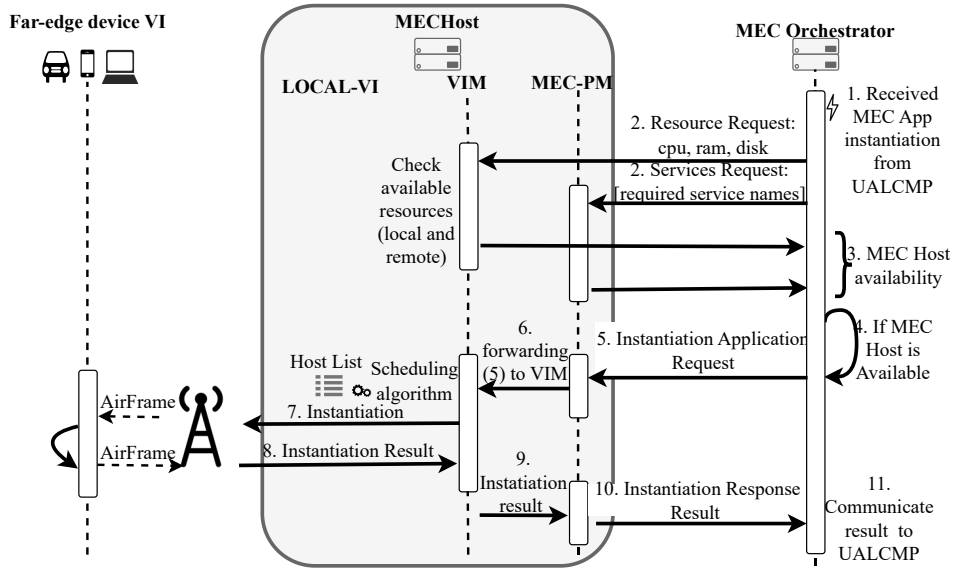 Far-edge device VI
MECHost
MEC Orchestrator
LOCAL-VI
VIM
MEC-PM
1. Received
MEC App
instantiation
from
UALCMP
2. Resource Request:
cpu, ram, disk
2. Services Request:
[required service names]
Check
available
resources
(local and
remote)
3. MEC Host
availability
4. If MEC
Host is
Available
5. Instantiation Application
Request
6.
forwarding
(5) to VIM
Host List
Scheduling
algorithm
7. Instantiation
AirFrame
AirFrame
8. Instantiation Result
9.
Instatiation
result
10. Instantiation Response
Result
11.
Communicate
result to
UALCMP